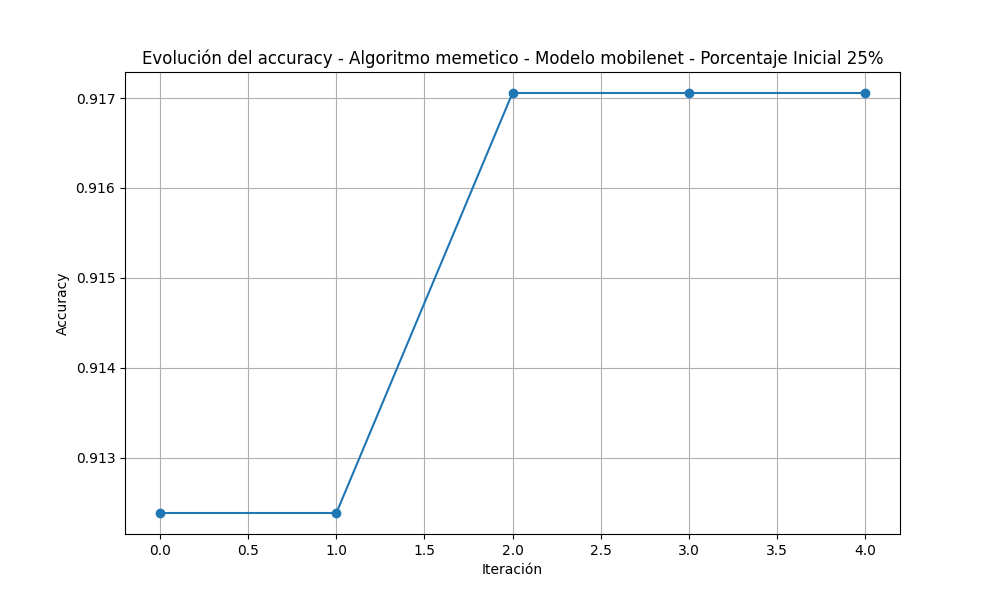 Evolución del accuracy - Algoritmo memetico - Modelo mobilenet - Porcentaje Inicial 25%
0.917
0.916
0.915
0.914
0.913
Accuracy
0.0 0.5 1.0 1.5 2.0 2.5 3.0 3.5 4.0
Iteración